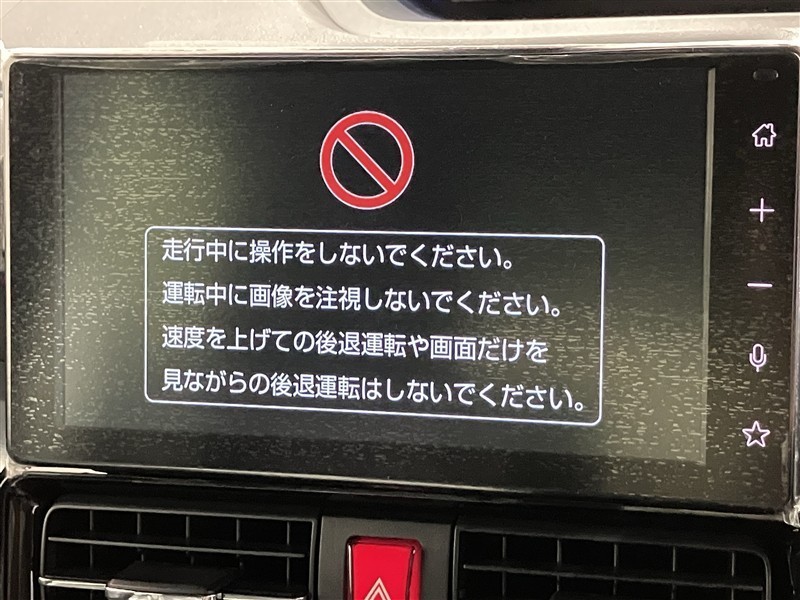 走行中に操作をしないでください。
運転中に画像を注視しないでください。
速度を上げての後退運転や画面だけを
見ながらの後退運転はしないでください。